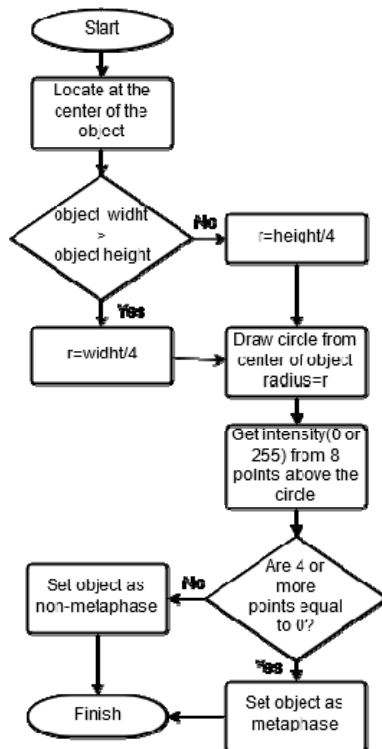 Start
Locate at the
center of the
object
object widht
>
object height
No
r=height/4
Yes
r=widht/4
Draw circle from
center of object
radius=r
Get intensity(0 or
255) from 8
points above the
circle
Are 4 or
more
points equal
to 0?
No
Set object as
non-metaphase
Yes
Set object as
metaphase
Finish